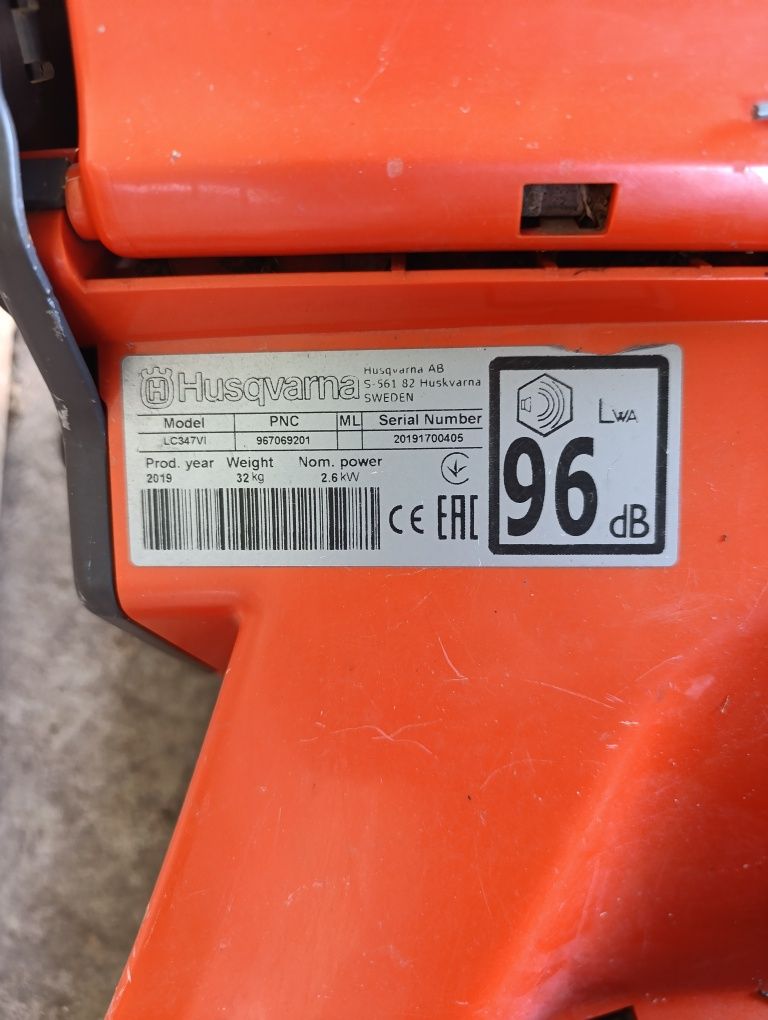 Husqvarna
Husqvarna AB
S-561 82 Huskvarna
SWEDEN
Model PNC ML Serial Number
LC347VI 967069201 20191700405
Prod. year Weight Nom. power
2019 32 kg 2.6 kW
CE EAC
LWA
96 dB